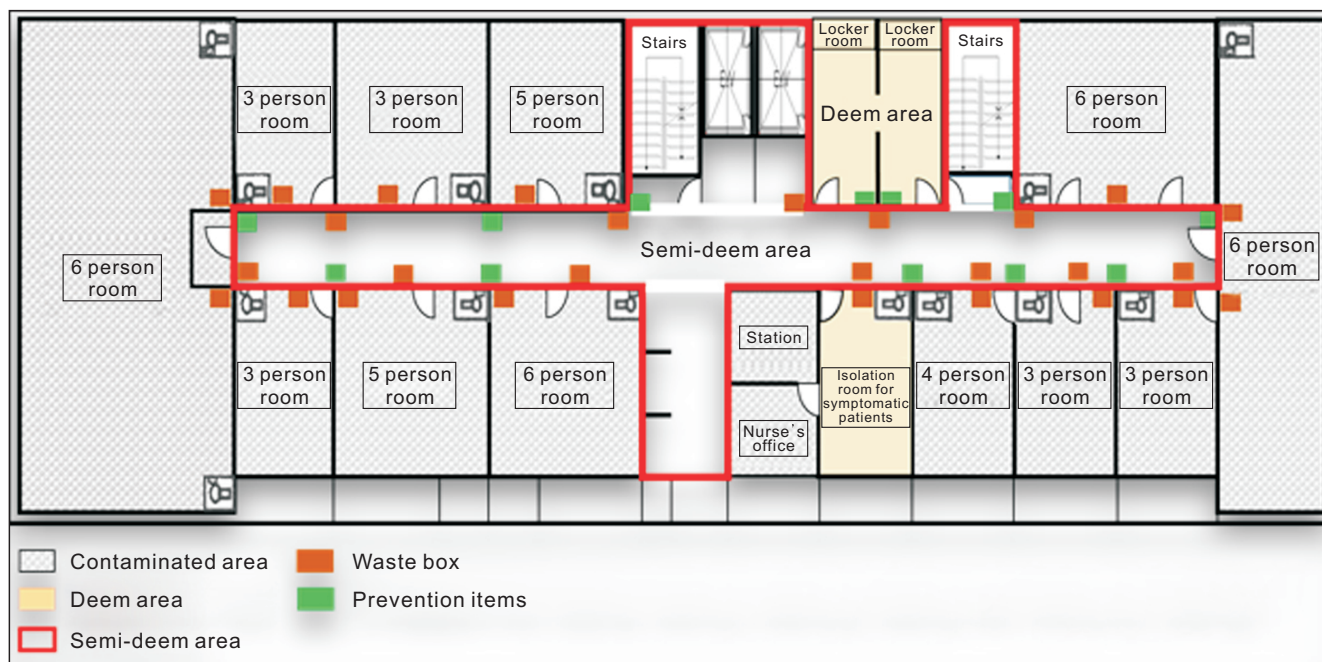 Stairs
Locker
room
Locker
room
Stairs
3 person
room
3 person
room
5 person
room
Deem area
6 person
room
Semi-deem area
6 person
room
6 person
room
3 person
room
5 person
room
6 person
room
Station
Nurse's
office
Isolation
room for
symptomatic
patients
4 person
room
3 person
room
3 person
room
Contaminated area
Waste box
Deem area
Prevention items
Semi-deem area